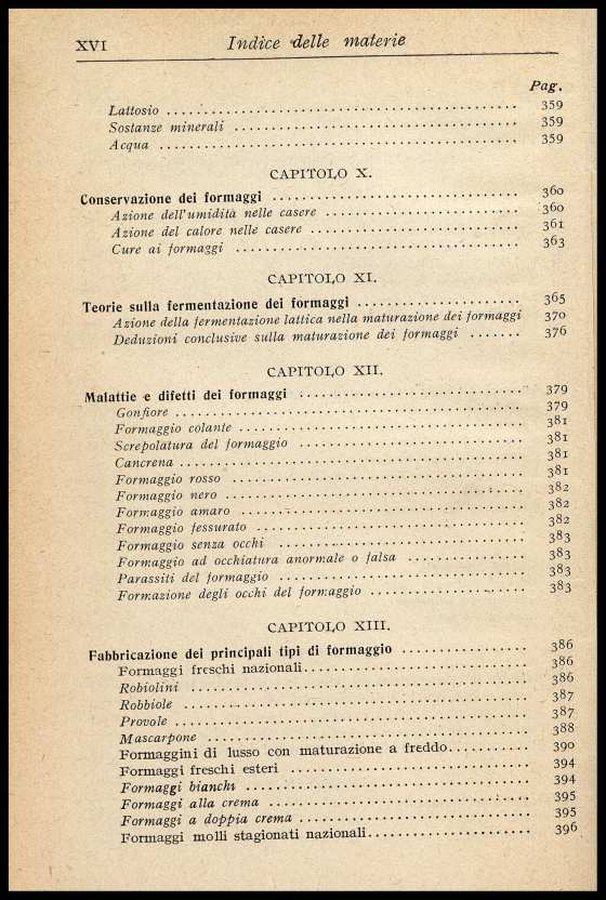 XVI Indice delle materie
Pag.
Lattosio 359
Sostanze minerali 359
Acqua 359
CAPITOLO X.
Conservazione dei formaggi 360
Azione dell'umidità nelle casere 360
Azione del calore nelle casere 361
Cure ai formaggi 363
CAPITOLO XI.
Teorie sulla fermentazione dei formaggi 365
Azione della fermentazione lattica nella maturazione dei formaggi 370
Deduzioni conclusive sulla maturazione dei formaggi 376
CAPITOLO XII.
Malattie e difetti dei formaggi 379
Gonfiore 379
Formaggio colante 381
Screpolatura del formaggio 381
Cancrena 381
Formaggio rosso 381
Formaggio nero 382
Formaggio amaro 382
Formaggio fessurato 382
Formaggio senza occhi 383
Formaggio ad occhiatura anormale o falsa 383
Parassiti del formaggio 383
Formazione degli occhi del formaggio 383
CAPITOLO XIII.
Fabbricazione dei principali tipi di formaggio 386
Formaggi freschi nazionali 386
Robiolini 386
Robbiole 387
Provole 387
Mascarpone 388
Formaggini di lusso con maturazione a freddo 390
Formaggi freschi esteri 394
Formaggi bianchi 394
Formaggi alla crema 395
Formaggi a doppia crema 395
Formaggi molli stagionati nazionali 396